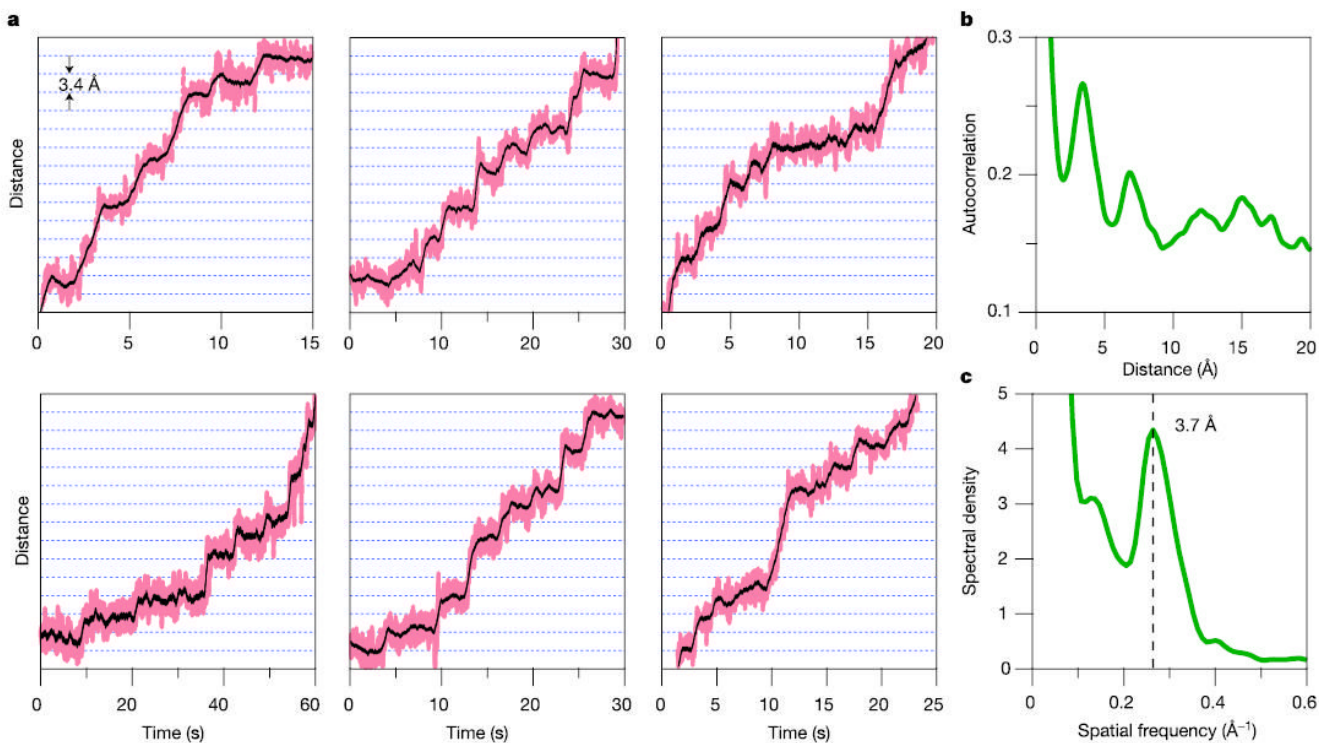 a
3.4 Å
Distance
0 5 10 15
0 10 20 30
0 5 10 15 20
Distance
0 20 40 60
0 10 20 30
0 5 10 15 20 25
Time (s)
Time (s)
Time (s)
b
0.3
0.2
0.1
Autocorrelation
0 5 10 15 20
Distance (Å)
c
5
4
3
2
1
0
Spectral density
3.7 Å
0 0.2 0.4 0.6
Spatial frequency (Å⁻¹)